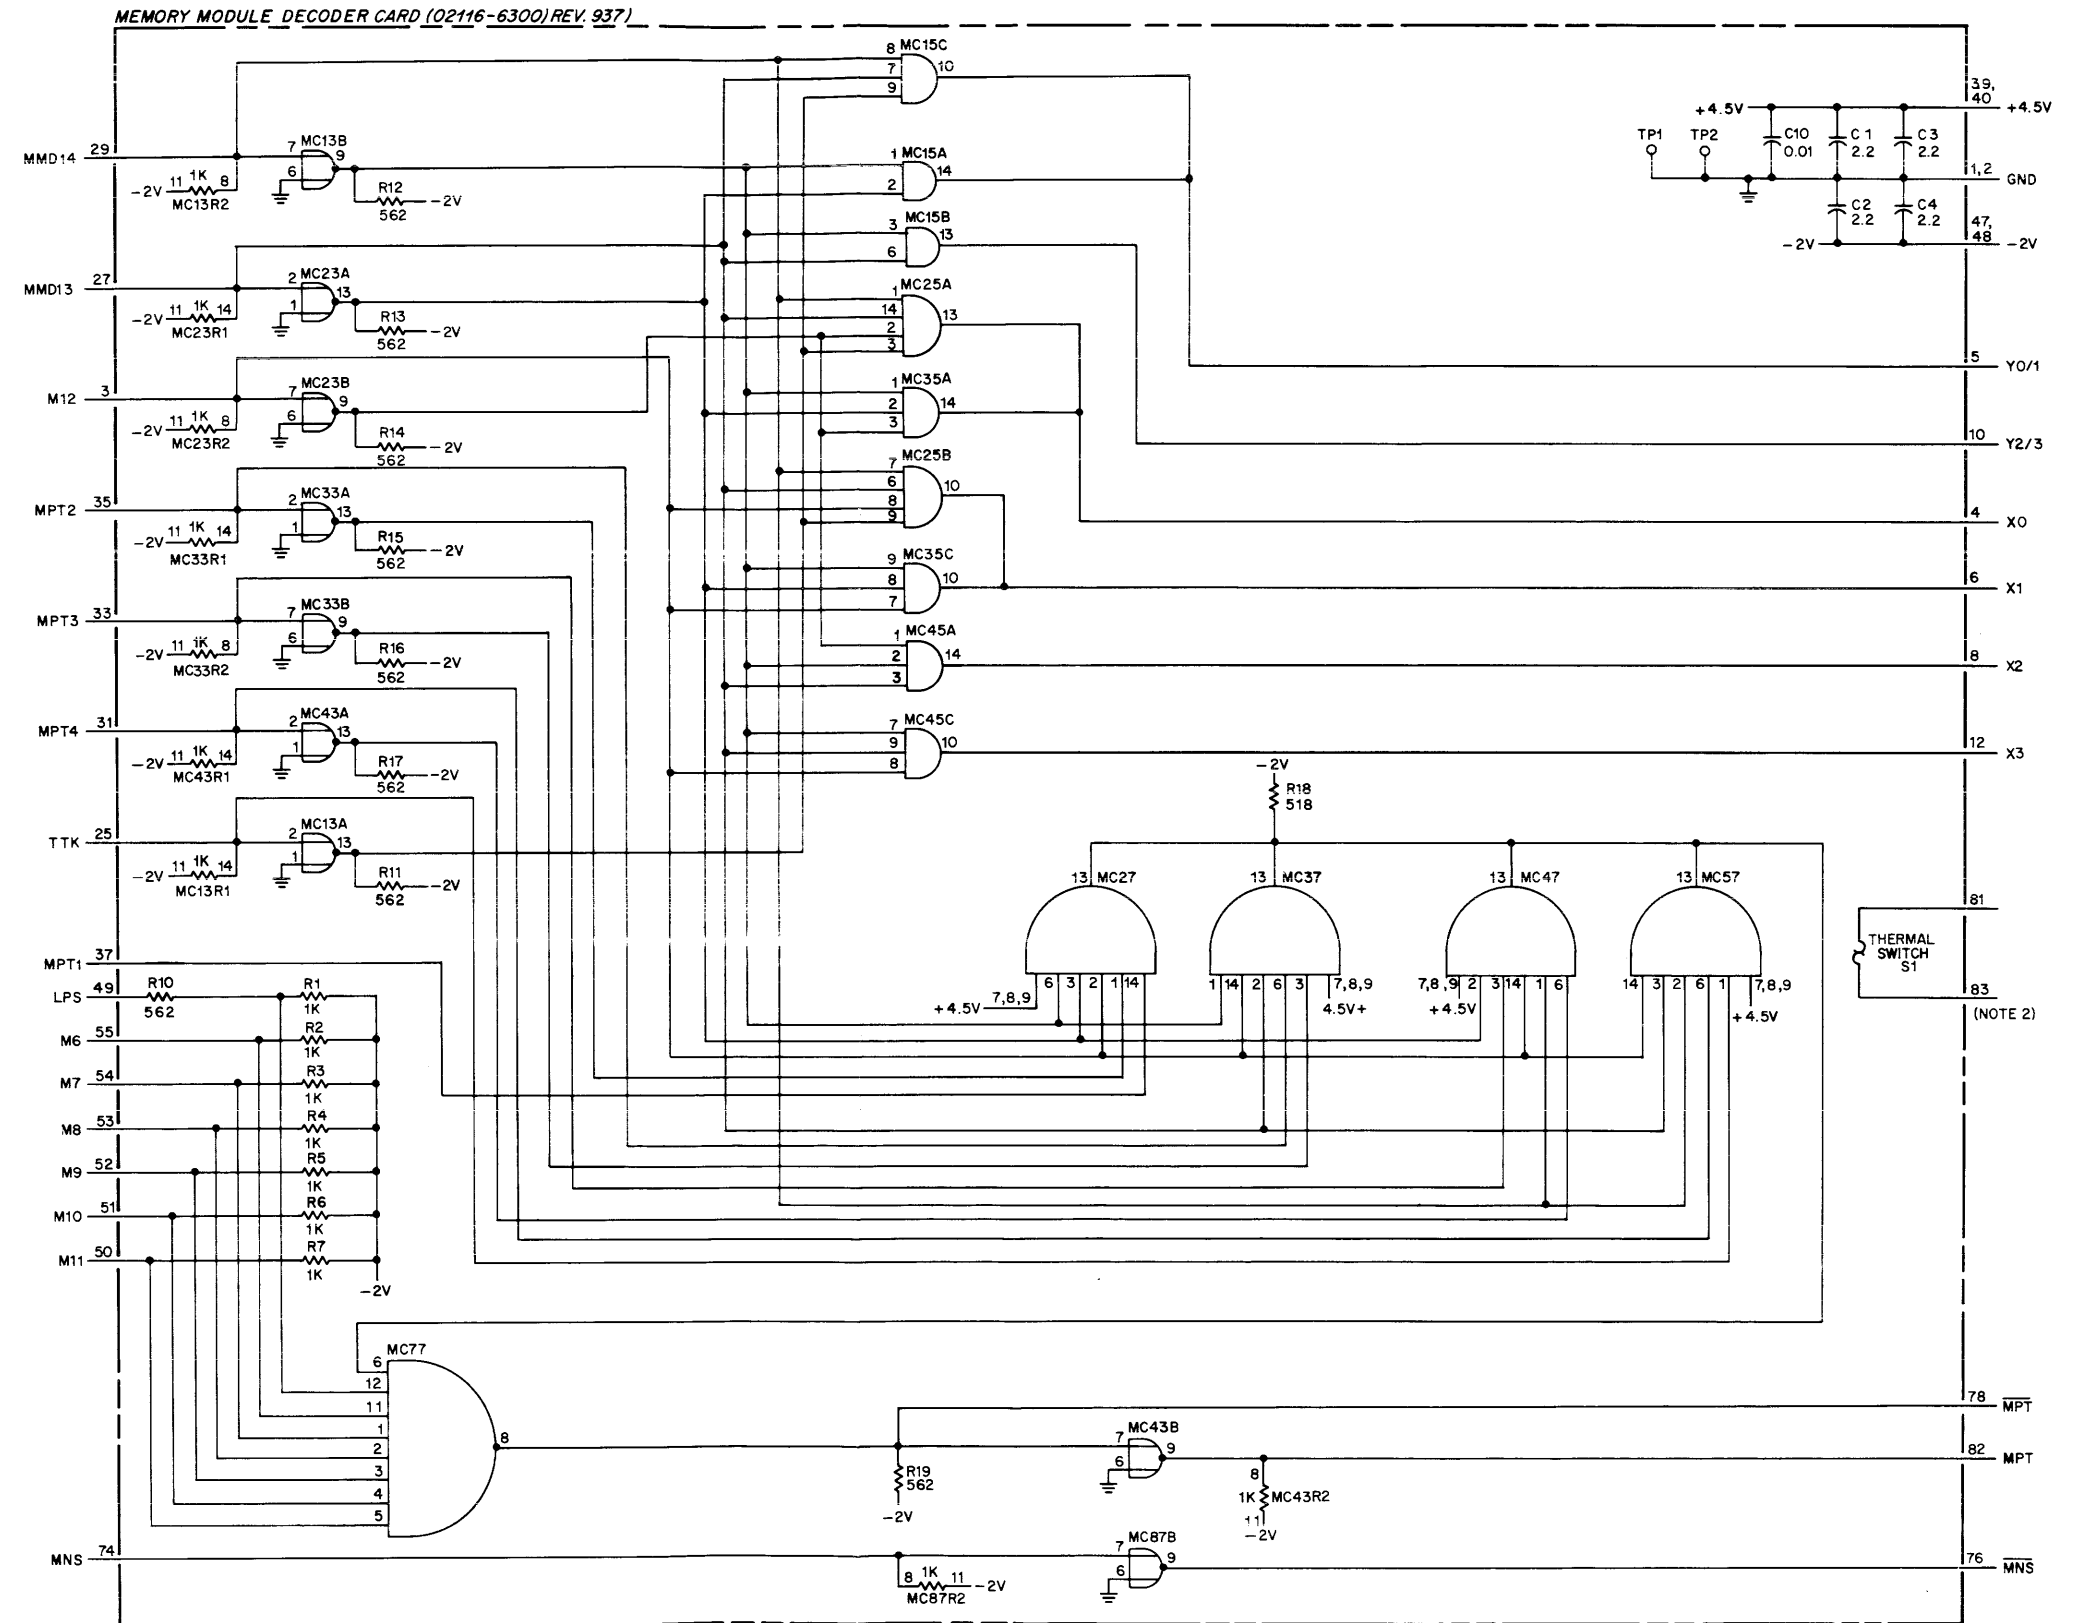 MEMORY MODULE DECODER CARD (02116-6300) REV. 937)
MMD14 29
-2V 11 1K 8
MC13R2
7 MC13B 9
6
R12 -2V
562
MMD13 27
-2V 11 1K 14
MC23R1
2 MC23A 13
1
R13 -2V
562
M12 3
-2V 11 1K 8
MC23R2
7 MC23B 9
6
R14 -2V
562
MPT2 35
-2V 11 1K 14
MC33R1
2 MC33A 13
1
R15 -2V
562
MPT3 33
-2V 11 1K 8
MC33R2
7 MC33B 9
6
R16 -2V
562
MPT4 31
-2V 11 1K 14
MC43R1
2 MC43A 13
1
R17 -2V
562
TTK 25
-2V 11 1K 14
MC13R1
2 MC13A 13
1
R11 -2V
562
8 MC15C
7 10
9
1 MC15A
2 14
3 MC15B
6 13
1 MC25A
14 13
2
3
1 MC35A
2 14
3
7 MC25B
6 10
8
9
9 MC35C
8 10
7
1 MC45A
2 14
3
7 MC45C
9 10
8
TP1 TP2
+4.5V
C10 0.01
C1 2.2
C3 2.2
C2 2.2
C4 2.2
-2V
39, 40 +4.5V
1,2 GND
47, 48 -2V
5 Y0/1
10 Y2/3
4 X0
6 X1
8 X2
12 X3
-2V
R18
518
13 MC27
13 MC37
13 MC47
13 MC57
+4.5V 7,8,9 6 3 2 1 14
1 14 2 6 3 7,8,9
4.5V+
7,8,9 2 3 14 1 6
+4.5V
14 3 2 6 1 7,8,9
+4.5V
81
THERMAL
SWITCH
S1
83
(NOTE 2)
MPT1 37
LPS 49 R10 562 R1 1K
M6 55 R2 1K
M7 54 R3 1K
M8 53 R4 1K
M9 52 R5 1K
M10 51 R6 1K
M11 50 R7 1K
-2V
MC77
6
12
11
1
2
3
4
5
8
R19
562
-2V
78 MPT
7 MC43B 9
6
82 MPT
8
1K MC43R2
11
-2V
MNS 74
8 1K 11 -2V
MC87R2
7 MC87B 9
6
76 MNS